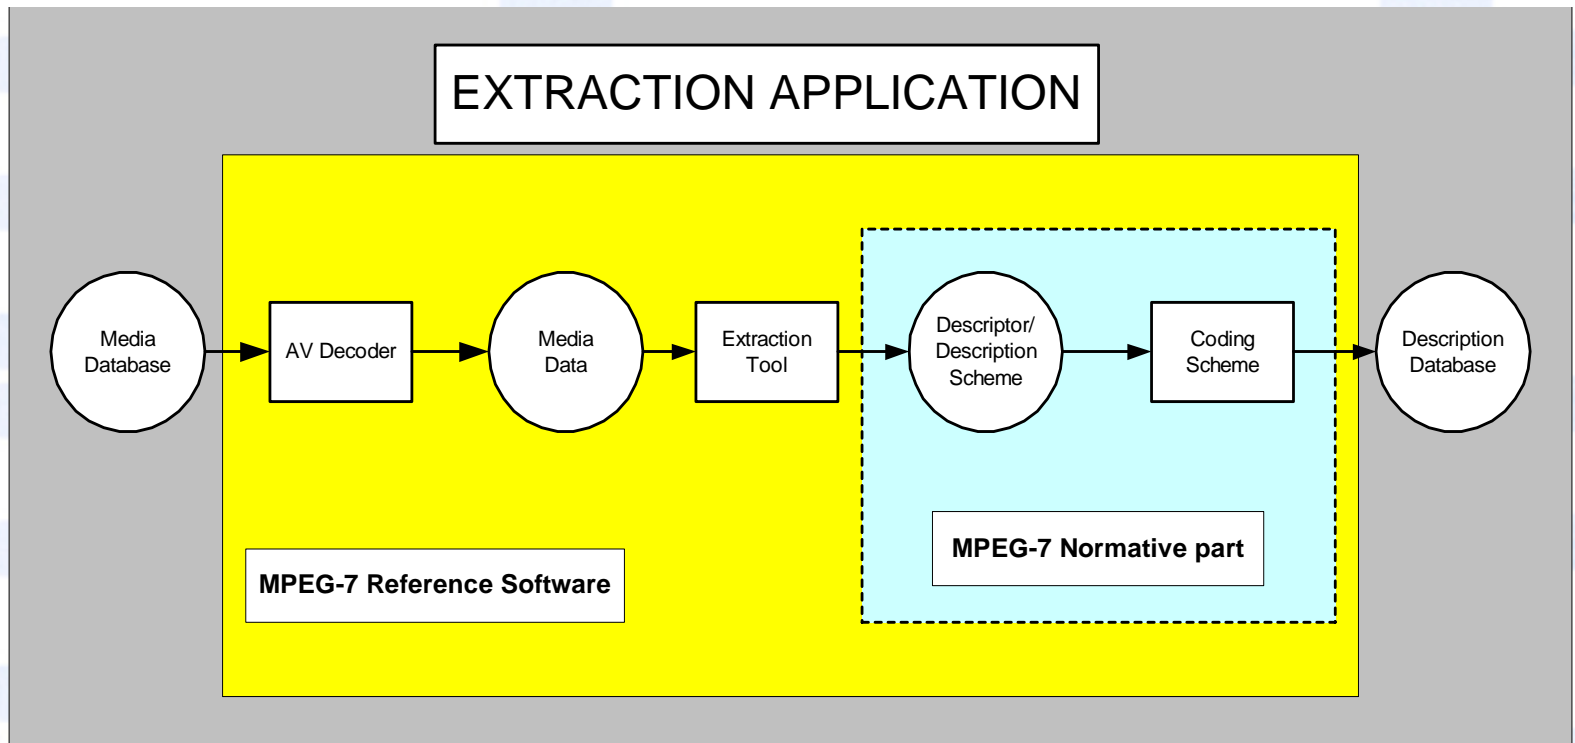 EXTRACTION APPLICATION
Media
Database
AV Decoder
Media
Data
Extraction
Tool
Descriptor/
Description
Scheme
Coding
Scheme
Description
Database
MPEG-7 Reference Software
MPEG-7 Normative part